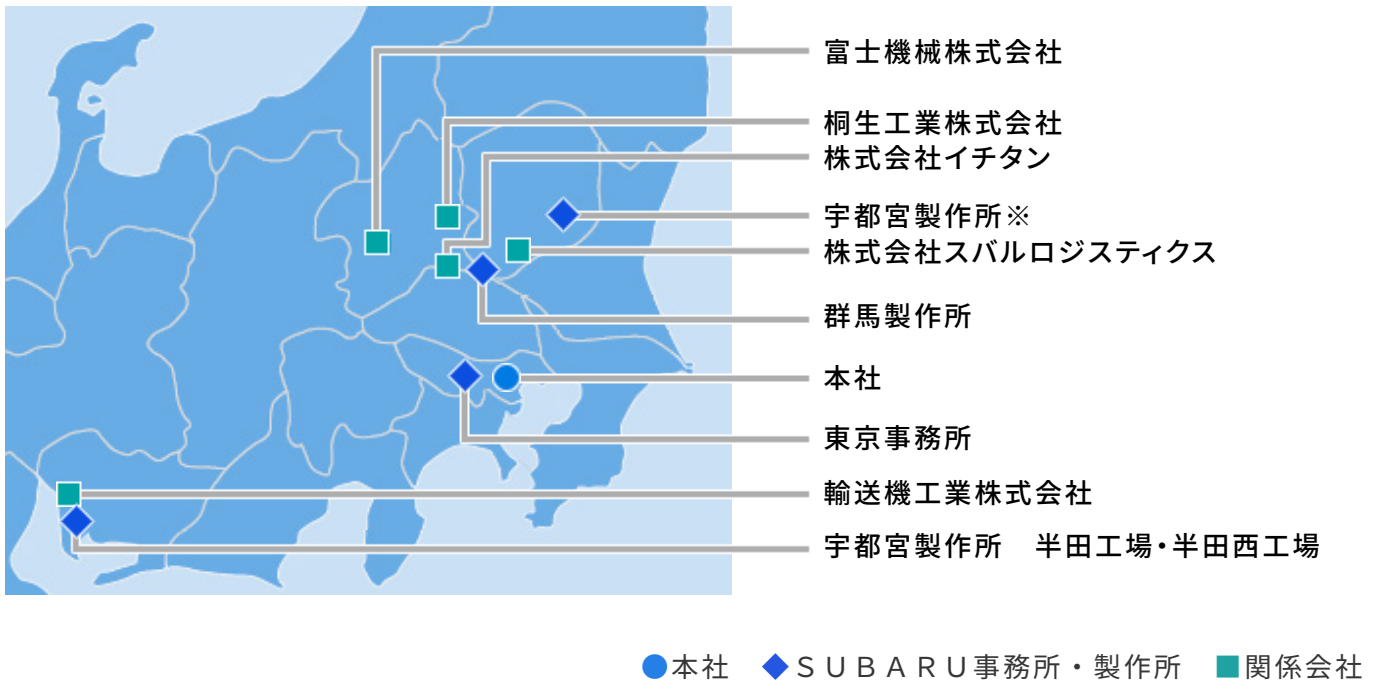 富士機械株式会社
桐生工業株式会社
株式会社イチタン
宇都宮製作所※
株式会社スバルロジスティクス
群馬製作所
本社
東京事務所
輸送機工業株式会社
宇都宮製作所　半田工場・半田西工場
●本社　◆ＳＵＢＡＲＵ事務所・製作所　■関係会社